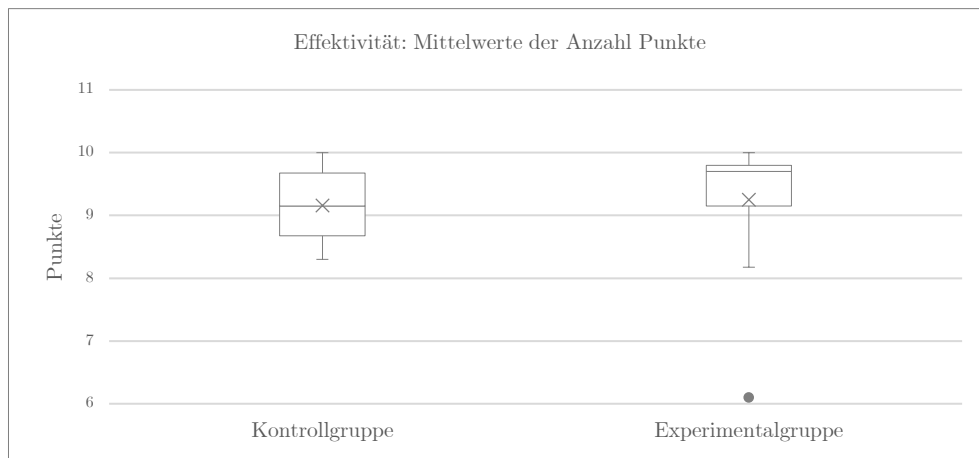 Effektivität: Mittelwerte der Anzahl Punkte
11
10
9
8
7
6
Punkte
Kontrollgruppe
Experimentalgruppe